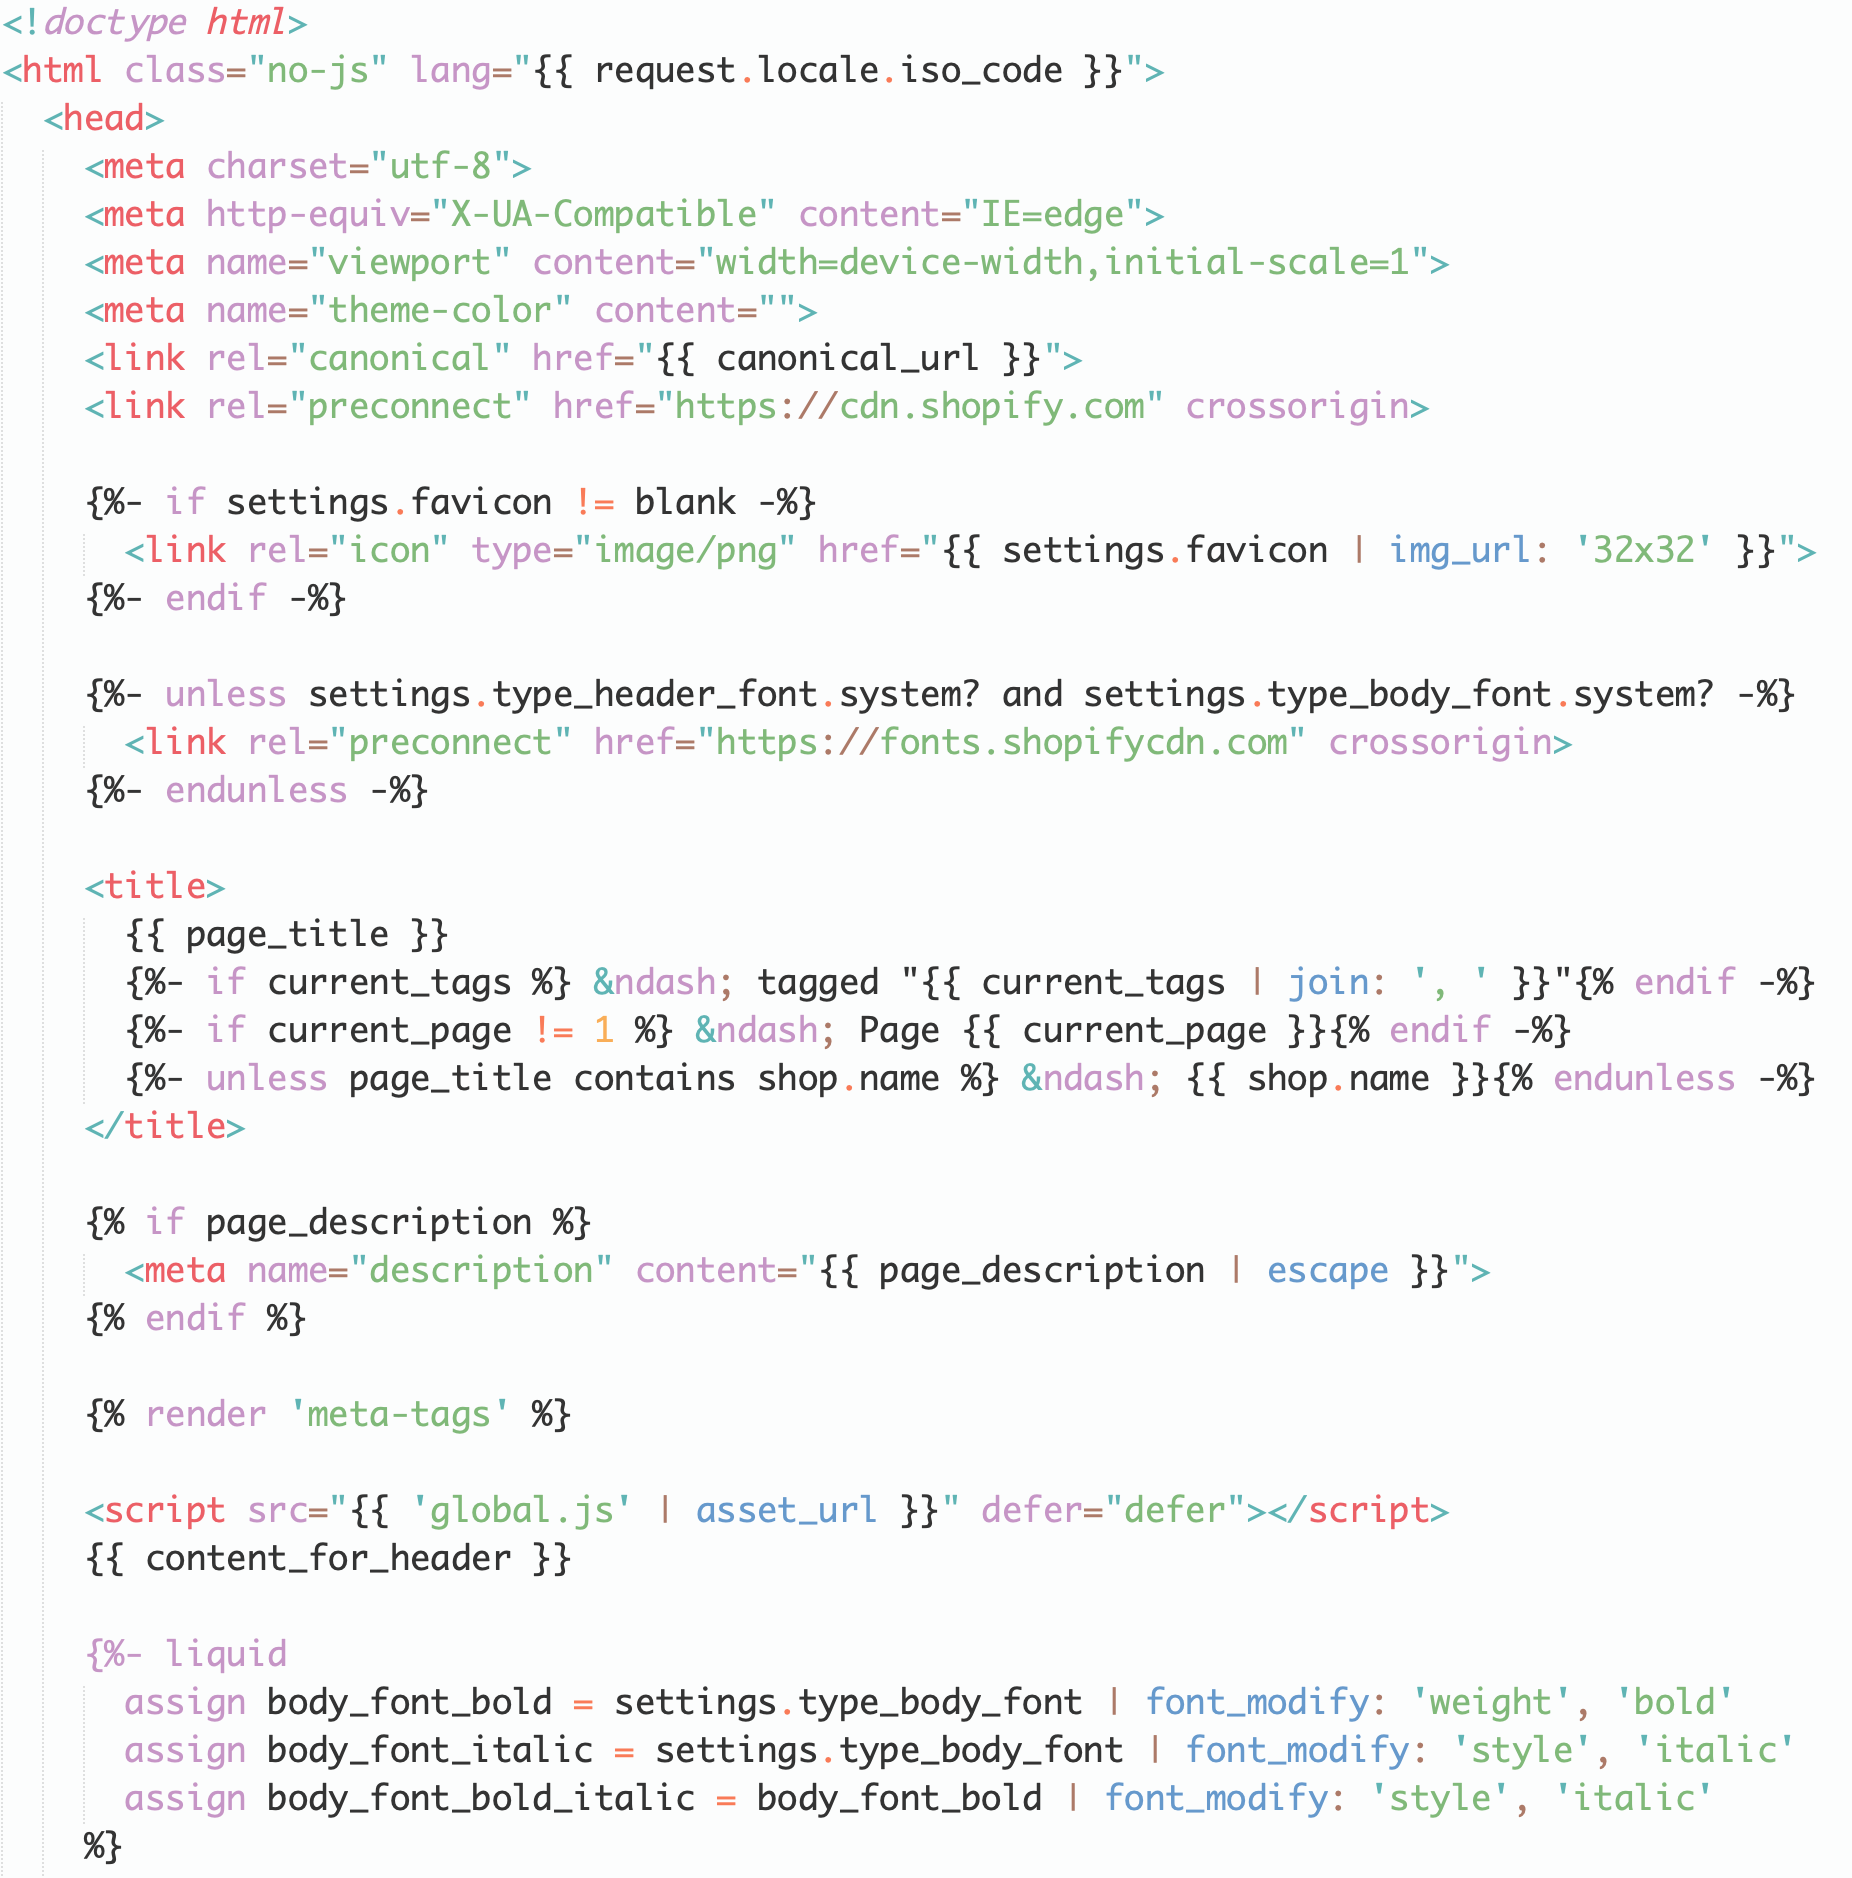 <!doctype html>
<html class="no-js" lang="{{ request.locale.iso_code }}">
  <head>
    <meta charset="utf-8">
    <meta http-equiv="X-UA-Compatible" content="IE=edge">
    <meta name="viewport" content="width=device-width,initial-scale=1">
    <meta name="theme-color" content="">
    <link rel="canonical" href="{{ canonical_url }}">
    <link rel="preconnect" href="https://cdn.shopify.com" crossorigin>

    {%- if settings.favicon != blank -%}
      <link rel="icon" type="image/png" href="{{ settings.favicon | img_url: '32x32' }}">
    {%- endif -%}

    {%- unless settings.type_header_font.system? and settings.type_body_font.system? -%}
      <link rel="preconnect" href="https://fonts.shopifycdn.com" crossorigin>
    {%- endunless -%}

    <title>
      {{ page_title }}
      {%- if current_tags %} &ndash; tagged "{{ current_tags | join: ', ' }}"{% endif -%}
      {%- if current_page != 1 %} &ndash; Page {{ current_page }}{% endif -%}
      {%- unless page_title contains shop.name %} &ndash; {{ shop.name }}{% endunless -%}
    </title>

    {% if page_description %}
      <meta name="description" content="{{ page_description | escape }}">
    {% endif %}

    {% render 'meta-tags' %}

    <script src="{{ 'global.js' | asset_url }}" defer="defer"></script>
    {{ content_for_header }}

    {%- liquid
      assign body_font_bold = settings.type_body_font | font_modify: 'weight', 'bold'
      assign body_font_italic = settings.type_body_font | font_modify: 'style', 'italic'
      assign body_font_bold_italic = body_font_bold | font_modify: 'style', 'italic'
    %}